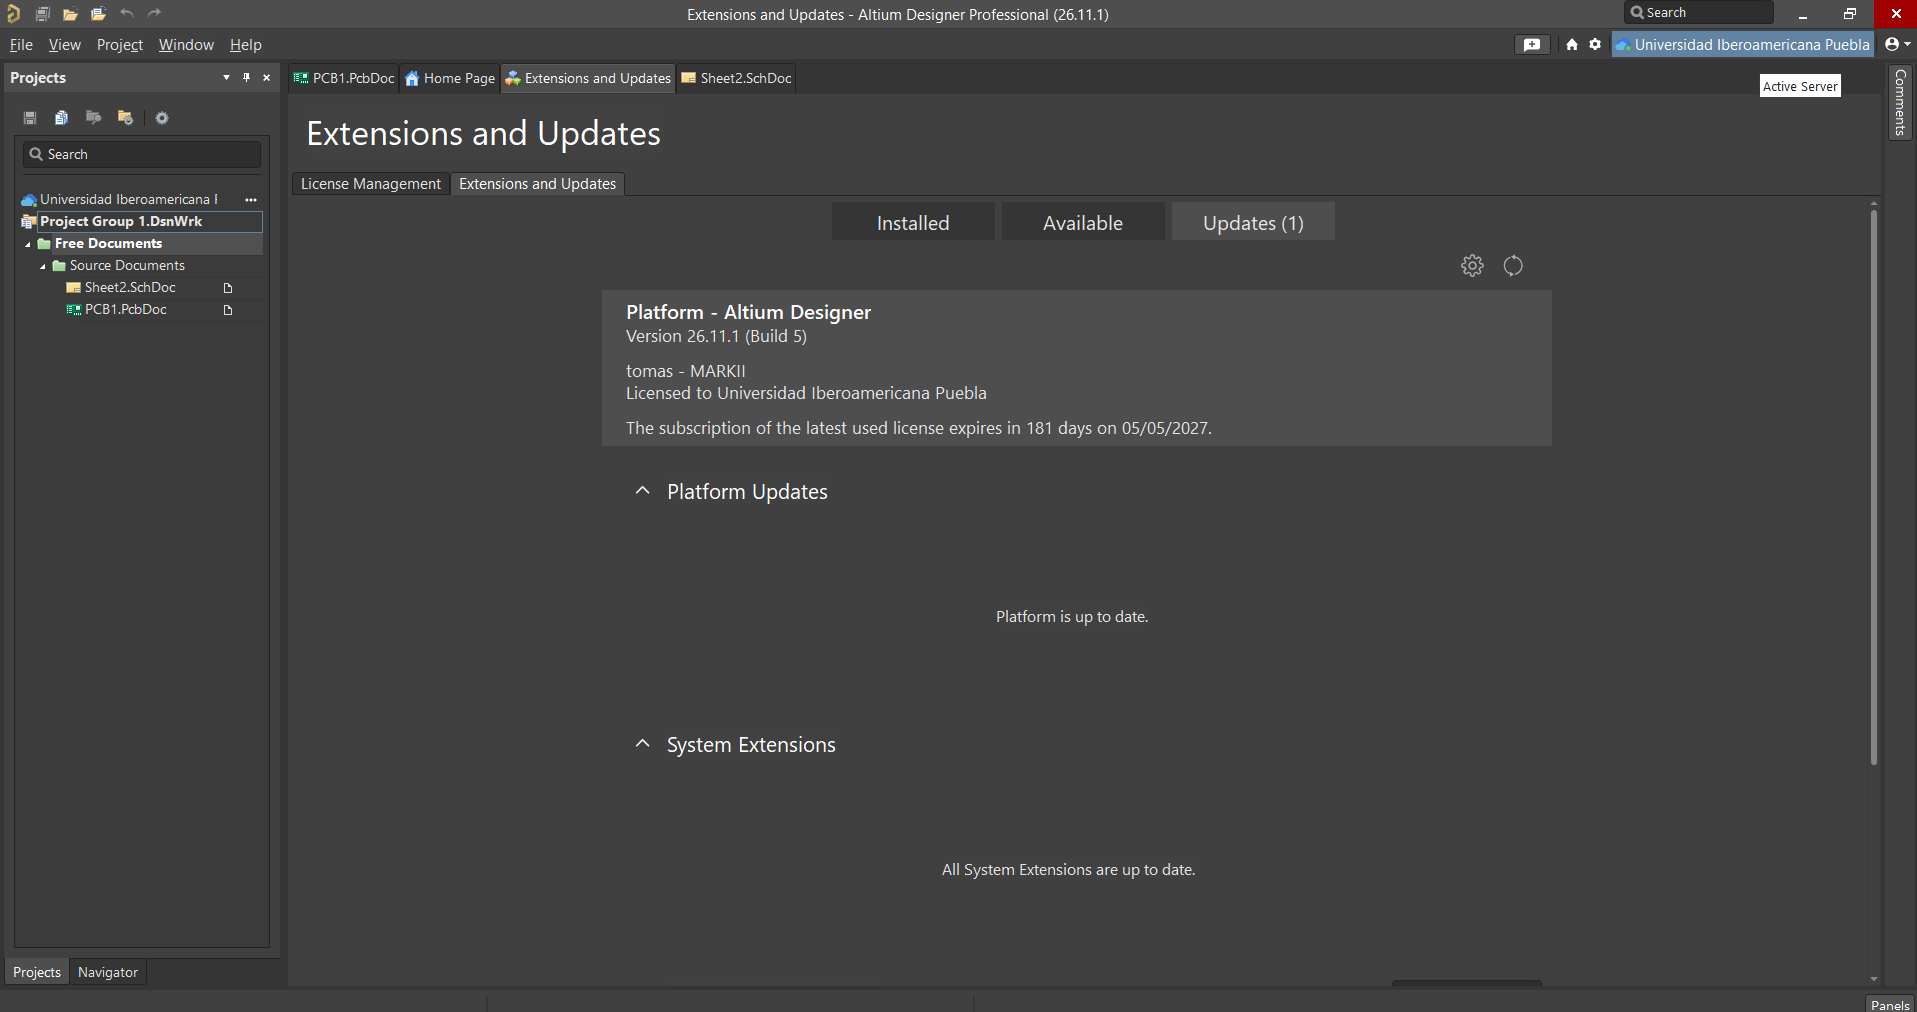 Extensions and Updates - Altium Designer Professional (26.11.1)
Search
File View Project Window Help
Universidad Iberoamericana Puebla
Active Server
Projects
PCB1.PcbDoc
Home Page
Extensions and Updates
Sheet2.SchDoc
Comments
Search
Universidad Iberoamericana
Project Group 1.DsnWrk
Free Documents
Source Documents
Sheet2.SchDoc
PCB1.PcbDoc
Projects
Navigator
Extensions and Updates
License Management
Extensions and Updates
Installed
Available
Updates (1)
Platform - Altium Designer
Version 26.11.1 (Build 5)
tomas - MARKII
Licensed to Universidad Iberoamericana Puebla
The subscription of the latest used license expires in 181 days on 05/05/2027.
Platform Updates
Platform is up to date.
System Extensions
All System Extensions are up to date.
Panels